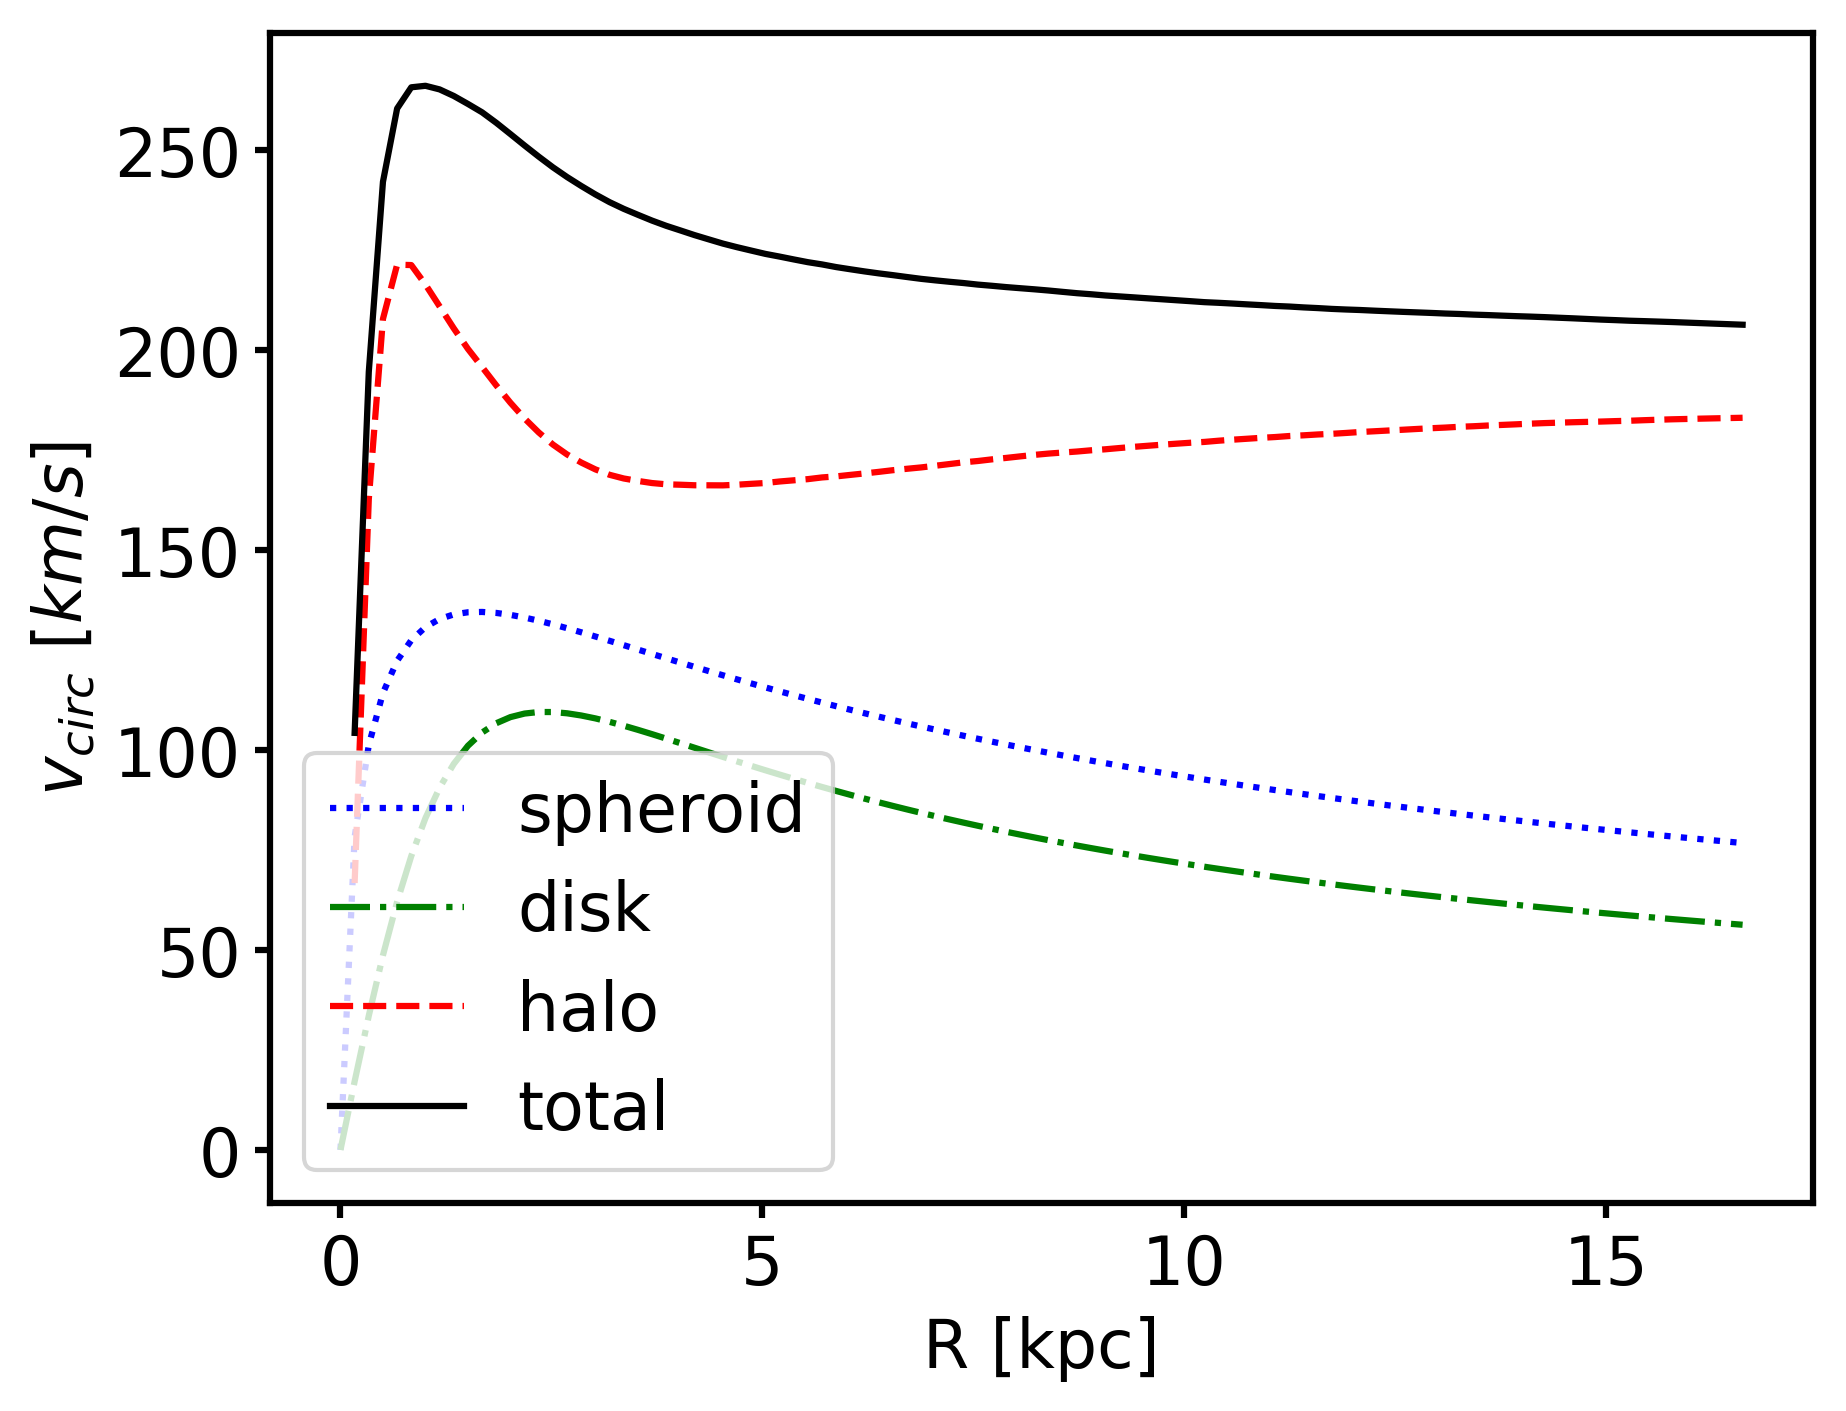 250
200
150
100
50
0
v_circ [km/s]
spheroid
disk
halo
total
0 5 10 15
R [kpc]